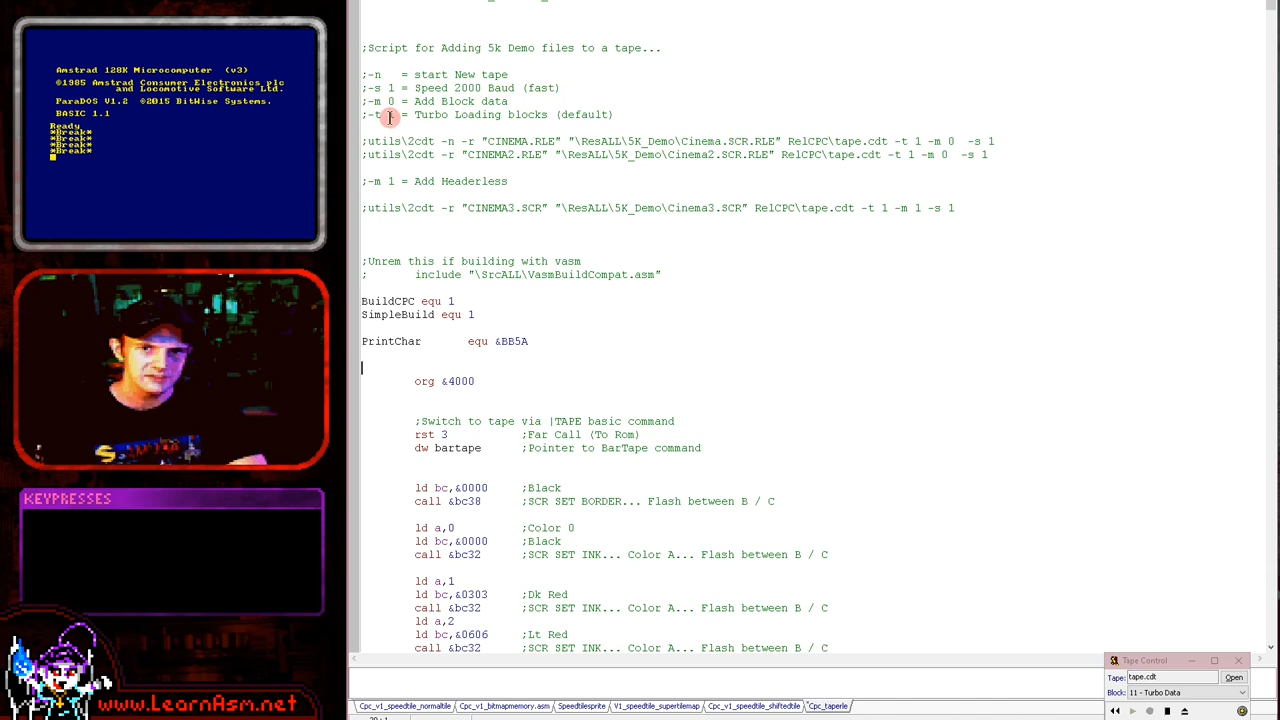 Amstrad 128K Microcomputer (v3)
©1985 Amstrad Consumer Electronics plc
and Locomotive Software Ltd.
ParaDOS V1.2 ©2015 BitWise Systems.
BASIC 1.1
Ready
*Break*
*Break*
*Break*
*Break*
KEYPRESSES
www.LearnAsm.net
;Script for Adding 5k Demo files to a tape...
;-n = start New tape
;-s 1 = Speed 2000 Baud (fast)
;-m 0 = Add Block data
;-t = Turbo Loading blocks (default)
;utils\2cdt -n -r "CINEMA.RLE" "\ResALL\5K_Demo\Cinema.SCR.RLE" RelCPC\tape.cdt -t 1 -m 0 -s 1
;utils\2cdt -r "CINEMA2.RLE" "\ResALL\5K_Demo\Cinema2.SCR.RLE" RelCPC\tape.cdt -t 1 -m 0 -s 1
;-m 1 = Add Headerless
;utils\2cdt -r "CINEMA3.SCR" "\ResALL\5K_Demo\Cinema3.SCR" RelCPC\tape.cdt -t 1 -m 1 -s 1
;Unrem this if building with vasm
; include "\SrcALL\VasmBuildCompat.asm"
BuildCPC equ 1
SimpleBuild equ 1
PrintChar equ &BB5A
org &4000
;Switch to tape via |TAPE basic command
rst 3 ;Far Call (To Rom)
dw bartape ;Pointer to BarTape command
ld bc,&0000 ;Black
call &bc38 ;SCR SET BORDER... Flash between B / C
ld a,0 ;Color 0
ld bc,&0000 ;Black
call &bc32 ;SCR SET INK... Color A... Flash between B / C
ld a,1
ld bc,&0303 ;Dk Red
call &bc32 ;SCR SET INK... Color A... Flash between B / C
ld a,2
ld bc,&0606 ;Lt Red
call &bc32 ;SCR SET INK... Color A... Flash between B / C
Tape Control
Tape: tape.cdt Open
Block: 11 - Turbo Data
Cpc_v1_speedtile_normaltile Cpc_v1_bitmapmemory.asm Speedtilesprite V1_speedtile_supertilemap Cpc_v1_speedtile_shiftedtile Cpc_taperle